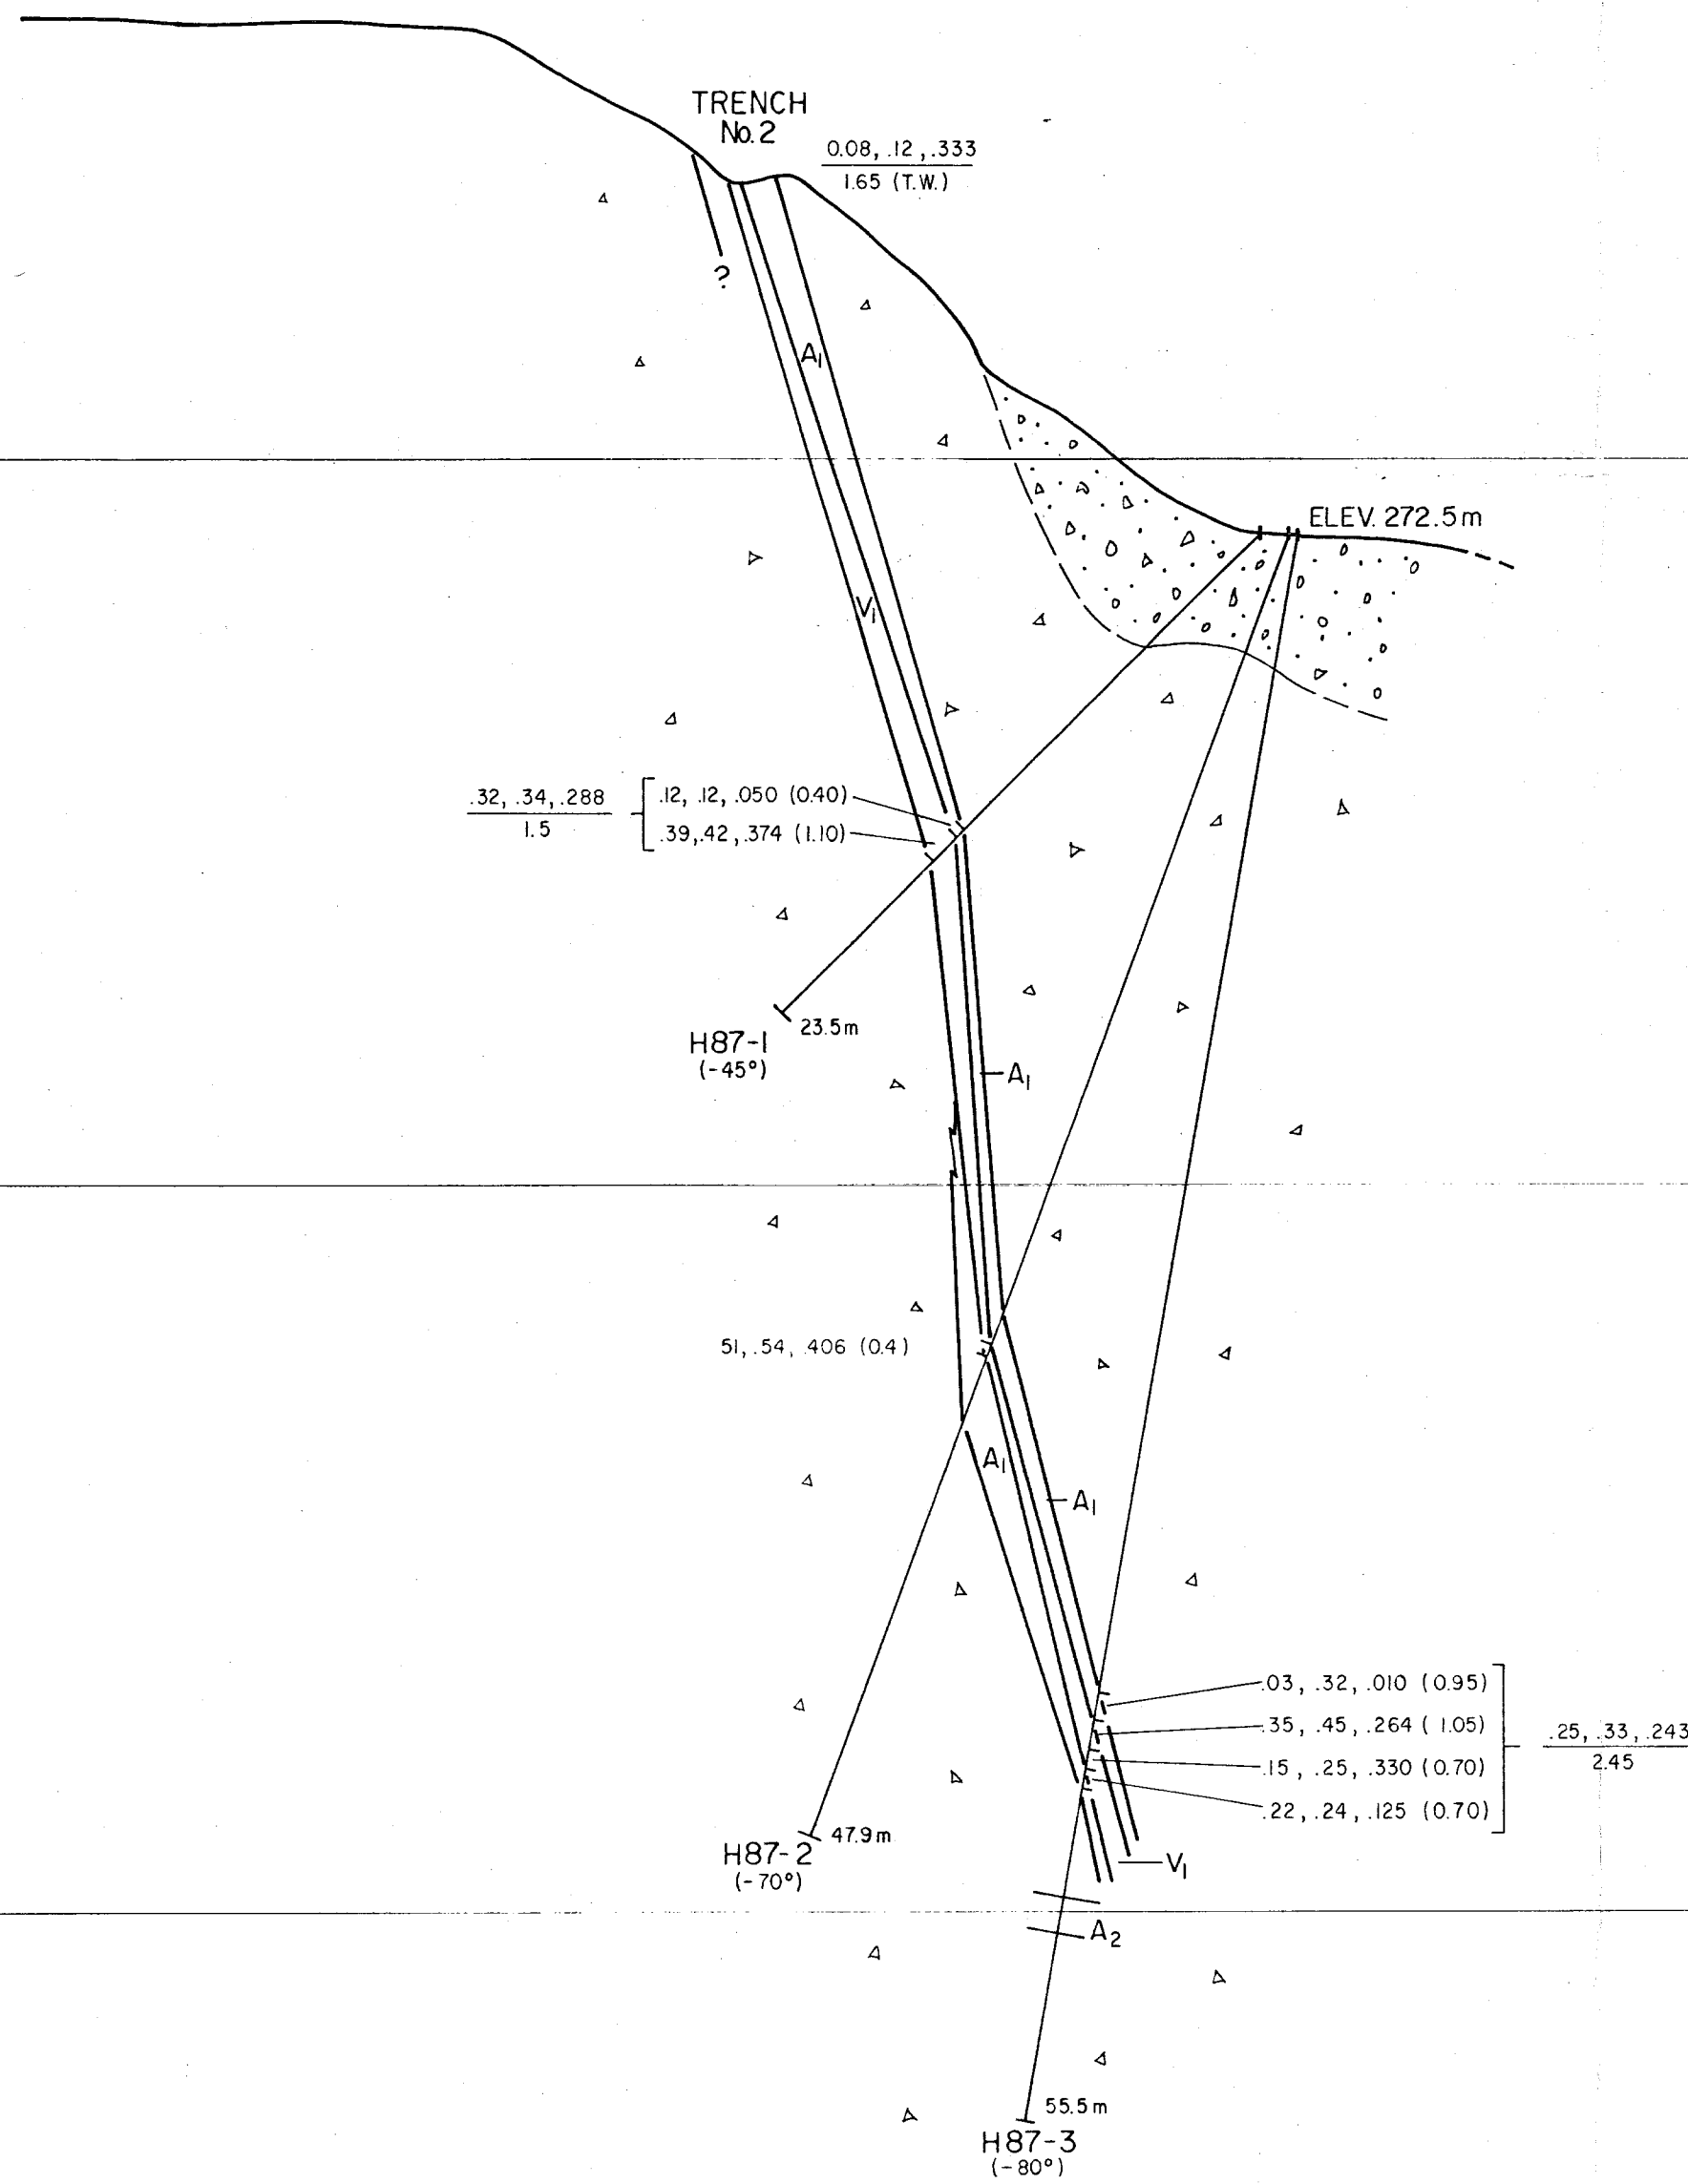 TRENCH
No. 2
0.08, .12, .333
1.65 (T.W.)
?
A1
ELEV. 272.5m
V1
.32, .34, .288
1.5
.12, .12, .050 (0.40)
.39, .42, .374 (1.10)
23.5m
H87-1
(-45°)
A1
51, .54, .406 (0.4)
A1
A1
.03, .32, .010 (0.95)
.35, .45, .264 (1.05)
.15, .25, .330 (0.70)
.22, .24, .125 (0.70)
.25, .33, .243
2.45
47.9m
H87-2
(-70°)
V1
A2
55.5m
H87-3
(-80°)